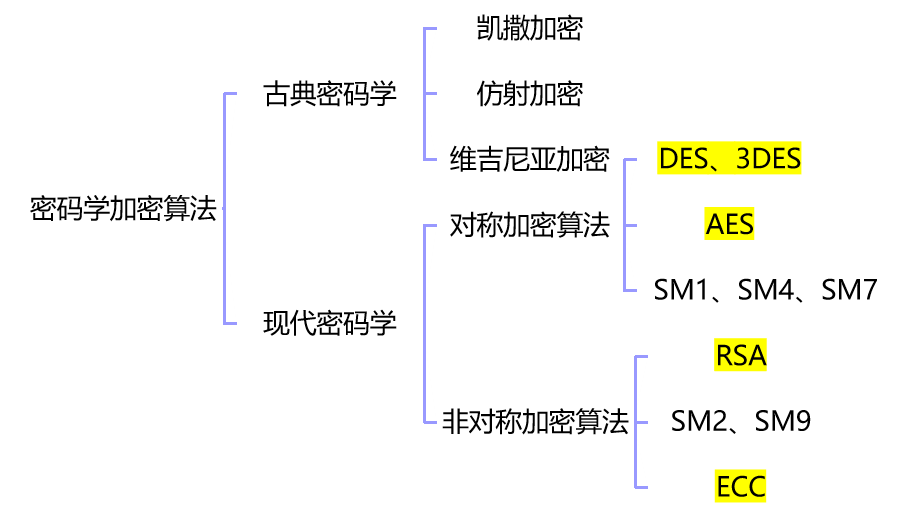 凯撒加密
古典密码学
仿射加密
维吉尼亚加密
DES、3DES
密码学加密算法
对称加密算法
AES
SM1、SM4、SM7
现代密码学
RSA
非对称加密算法
SM2、SM9
ECC